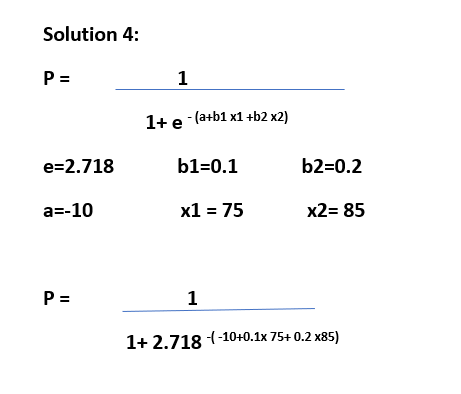 Solution 4:
P = 1
1+ e - (a+b1 x1 +b2 x2)
e=2.718 b1=0.1 b2=0.2
a=-10 x1 = 75 x2= 85
P = 1
1+ 2.718 -( -10+0.1x 75+ 0.2 x85)